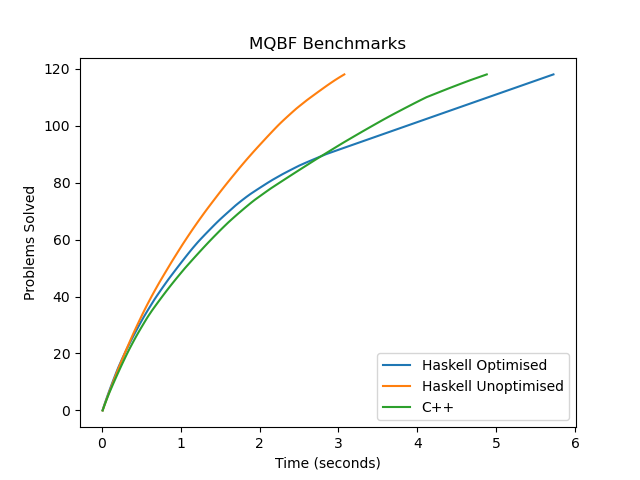 MQBF Benchmarks
120
100
80
60
40
20
0
Problems Solved
0 1 2 3 4 5 6
Time (seconds)
Haskell Optimised
Haskell Unoptimised
C++